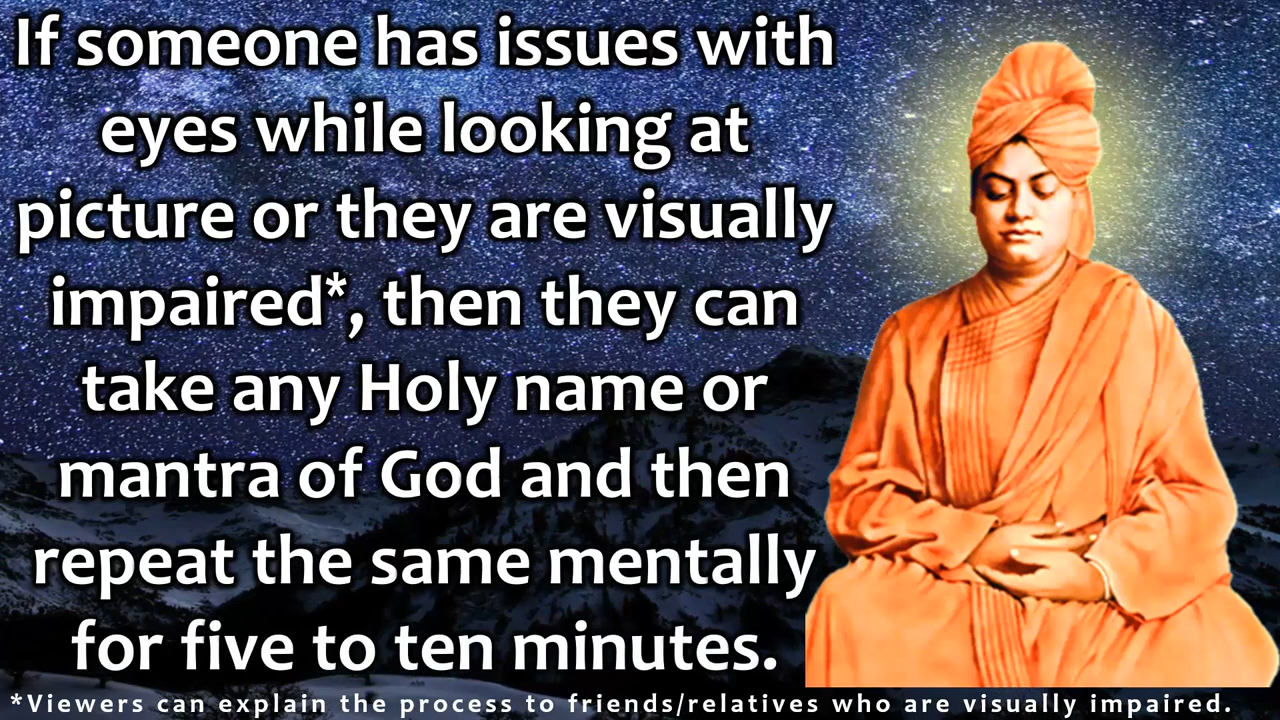 If someone has issues with
eyes while looking at
picture or they are visually
impaired*, then they can
take any Holy name or
mantra of God and then
repeat the same mentally
for five to ten minutes.
*Viewers can explain the process to friends/relatives who are visually impaired.